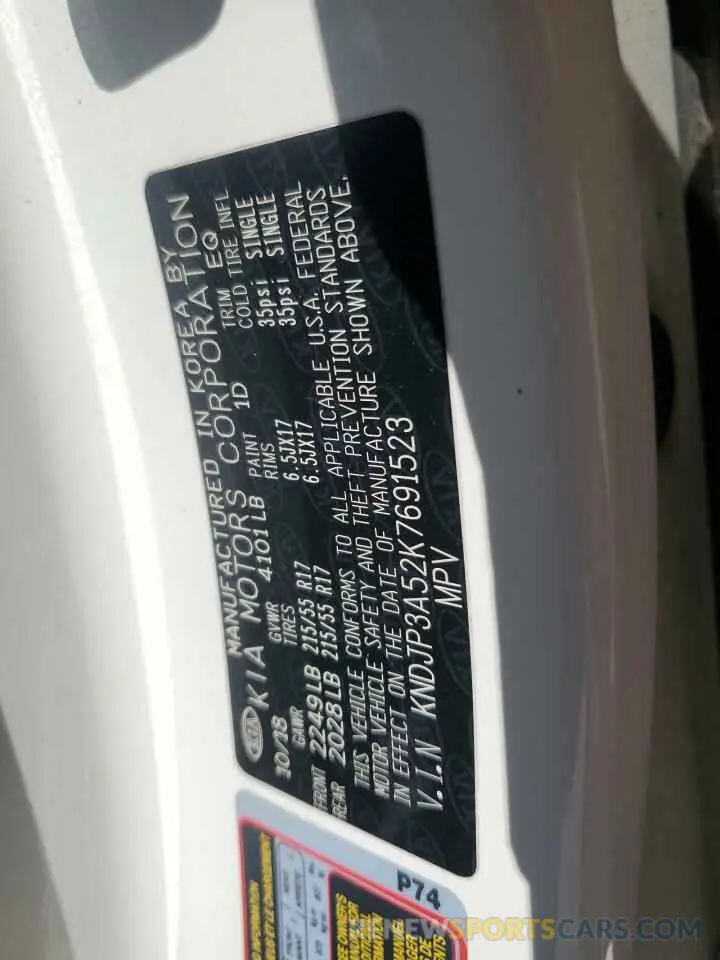 MANUFACTURED IN KOREA BY
KIA KIA MOTORS CORPORATION
10/18 GVWR 4101LB PAINT 1D TRIM EQ
GAWR TIRES RIMS COLD TIRE INFL
FRONT 2249LB 215/55 R17 6.5JX17 35psi SINGLE
REAR 2028LB 215/55 R17 6.5JX17 35psi SINGLE
THIS VEHICLE CONFORMS TO ALL APPLICABLE U.S.A. FEDERAL
MOTOR VEHICLE SAFETY AND THEFT PREVENTION STANDARDS
IN EFFECT ON THE DATE OF MANUFACTURE SHOWN ABOVE.
V.I.N KNDJP3A52K7691523
MPV
P74
RENEWSPORTSCARS.COM